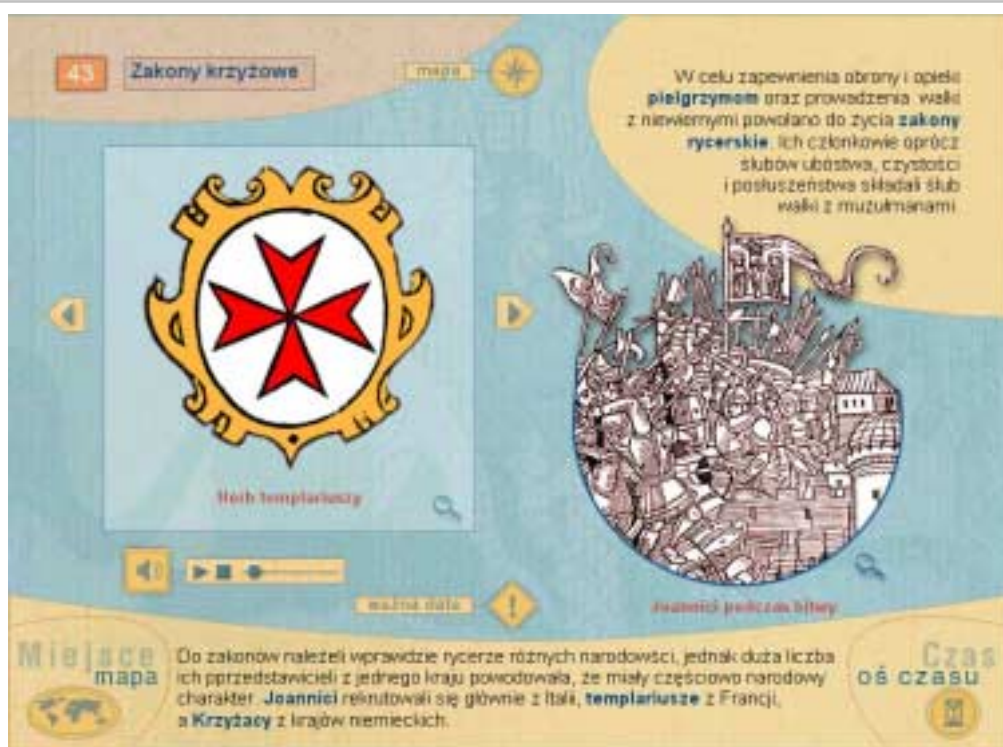 43
Zakony krzyżowe
mapa
W celu zapewnienia obrony i opieki
pielgrzymom oraz prowadzenia walki
z niewiernymi powołano do życia zakony
rycerskie. Ich członkowie oprócz
ślubów ubóstwa, czystości
i posłuszeństwa składali ślub
walki z muzułmanami.
Herb templariuszy
Joannici podczas bitwy
ważna data
!
Miejsce
mapa
Do zakonów należeli wprawdzie rycerze różnych narodowści, jednak duża liczba
ich pprzedstawicieli z jednego kraju powodowała, że miały częściowo narodowy
charakter. Joannici rekrutowali się głównie z Italii, templariusze z Francji,
a Krzyżacy z krajów niemieckich.
Czas
oś czasu